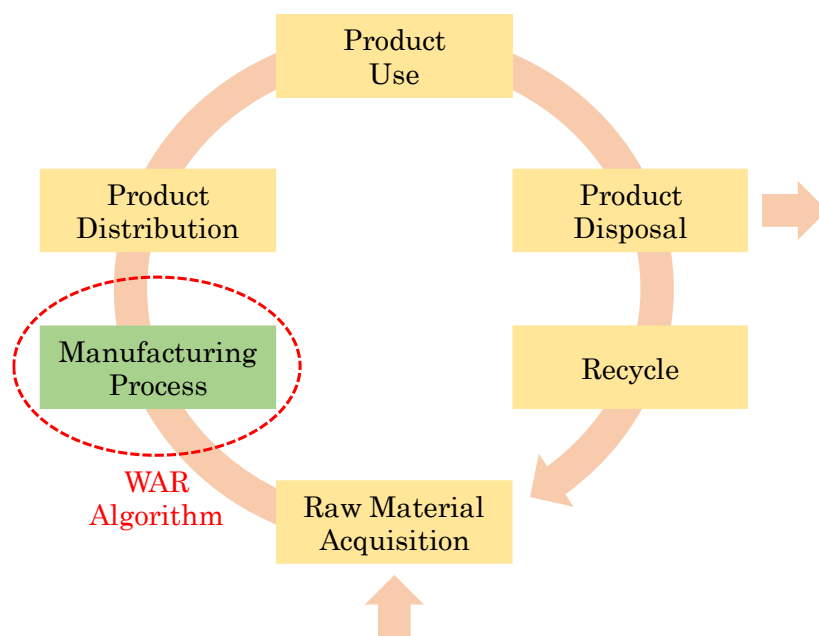 Product
Use
Product
Distribution
Product
Disposal
Manufacturing
Process
Recycle
WAR
Algorithm
Raw Material
Acquisition